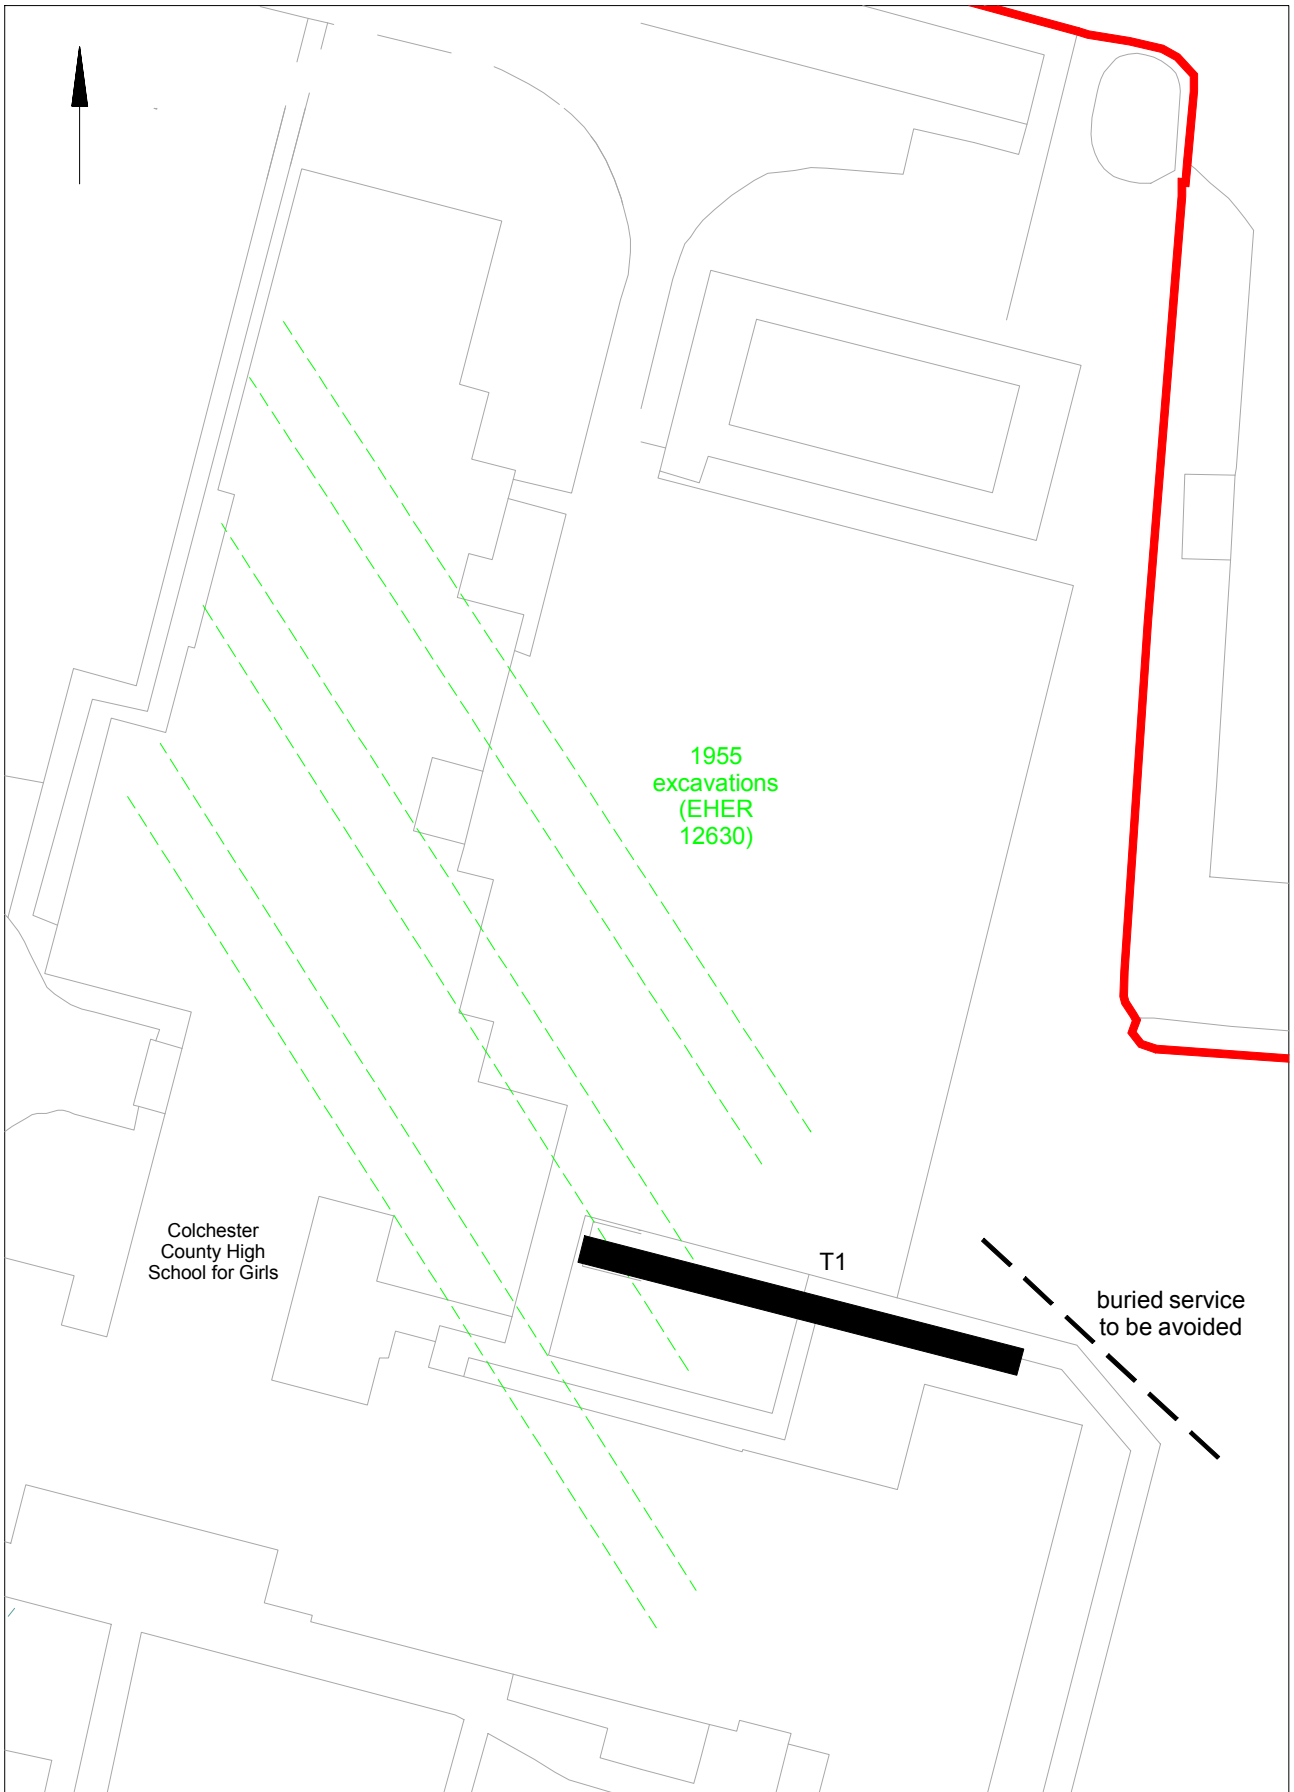 1955
excavations
(EHER
12630)
Colchester
County High
School for Girls
T1
buried service
to be avoided